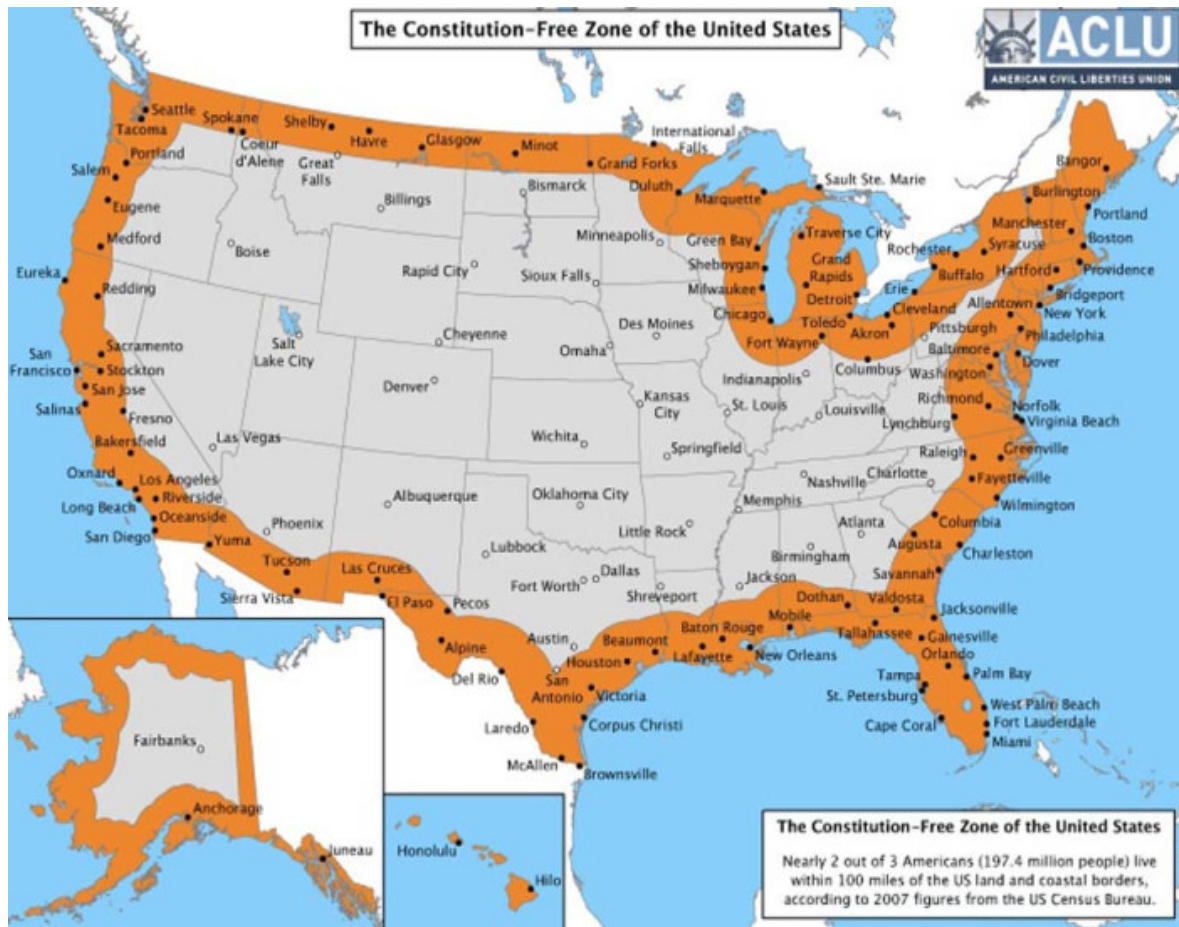 The Constitution-Free Zone of the United States
ACLU
AMERICAN CIVIL LIBERTIES UNION
Seattle
Tacoma
Spokane
Coeur
d'Alene
Shelby
Havre
Great
Falls
Glasgow
Minot
Grand Forks
International
Falls
Duluth
Marquette
Sault Ste. Marie
Bangor
Burlington
Portland
Manchester
Boston
Portland
Salem
Eugene
Medford
Eureka
Redding
Boise
Billings
Bismarck
Rapid City
Sioux Falls
Minneapolis
Green Bay
Sheboygan
Milwaukee
Chicago
Traverse City
Grand
Rapids
Detroit
Toledo
Fort Wayne
Rochester
Syracuse
Buffalo
Erie
Cleveland
Akron
Hartford
Providence
Bridgeport
New York
Allentown
Pittsburgh
Philadelphia
Baltimore
Dover
Washington
Columbus
Indianapolis
Richmond
Norfolk
Virginia Beach
Lynchburg
Louisville
Sacramento
San
Francisco
Stockton
San Jose
Salinas
Fresno
Bakersfield
Salt
Lake City
Cheyenne
Denver
Des Moines
Omaha
Kansas
City
St. Louis
Wichita
Springfield
Las Vegas
Oxnard
Los Angeles
Long Beach
Riverside
Oceanside
San Diego
Yuma
Phoenix
Tucson
Sierra Vista
Albuquerque
Las Cruces
El Paso
Pecos
Lubbock
Oklahoma City
Little Rock
Memphis
Nashville
Charlotte
Raleigh
Greenville
Fayetteville
Wilmington
Atlanta
Columbia
Augusta
Charleston
Birmingham
Savannah
Fort Worth
Dallas
Shreveport
Jackson
Dothan
Valdosta
Jacksonville
Mobile
Tallahassee
Gainesville
Orlando
Tampa
Palm Bay
St. Petersburg
West Palm Beach
Cape Coral
Fort Lauderdale
Miami
Alpine
Del Rio
Austin
San
Antonio
Houston
Beaumont
Lafayette
Baton Rouge
New Orleans
Victoria
Corpus Christi
Laredo
McAllen
Brownsville
Fairbanks
Anchorage
Juneau
Honolulu
Hilo
The Constitution-Free Zone of the United States
Nearly 2 out of 3 Americans (197.4 million people) live
within 100 miles of the US land and coastal borders,
according to 2007 figures from the US Census Bureau.